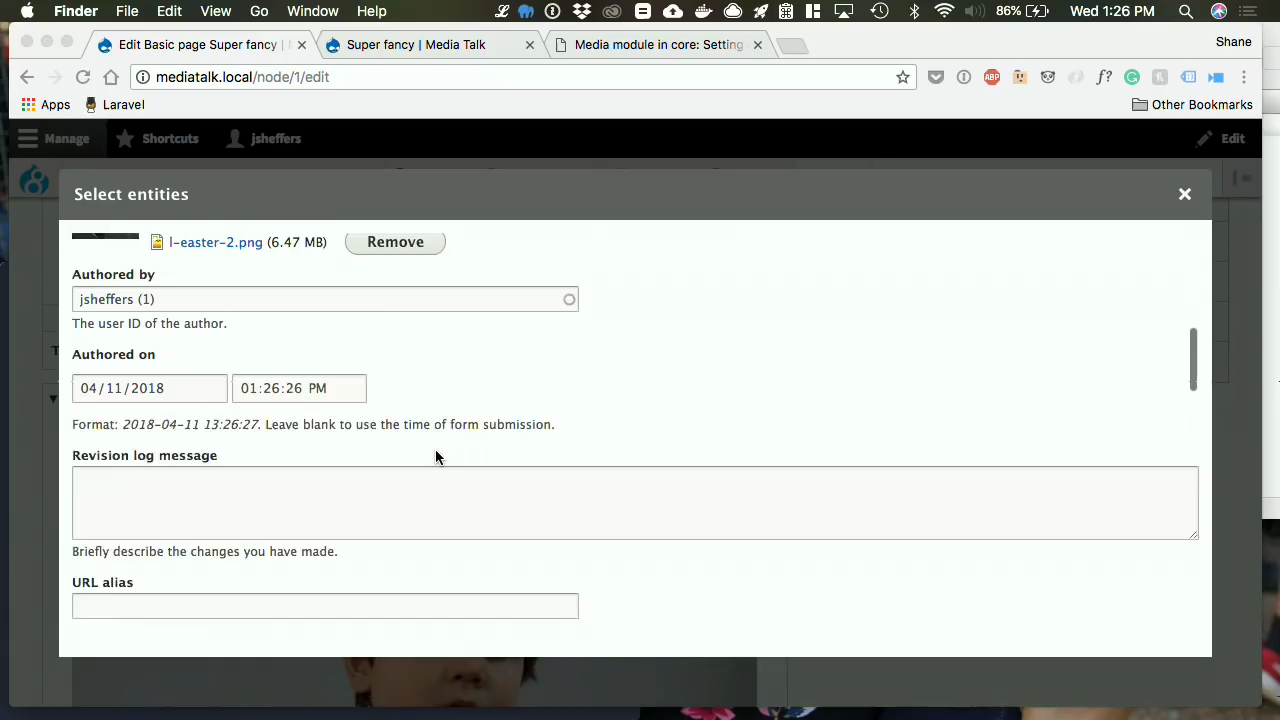 Finder File Edit View Go Window Help 86% Wed 1:26 PM
Edit Basic page Super fancy | Super fancy | Media Talk Media module in core: Setting Shane
mediatalk.local/node/1/edit ABP f?
Apps Laravel Other Bookmarks
Manage Shortcuts jsheffers Edit
Select entities
l-easter-2.png (6.47 MB) Remove
Authored by
jsheffers (1)
The user ID of the author.
Authored on
04/11/2018 01:26:26 PM
Format: 2018-04-11 13:26:27. Leave blank to use the time of form submission.
Revision log message
Briefly describe the changes you have made.
URL alias